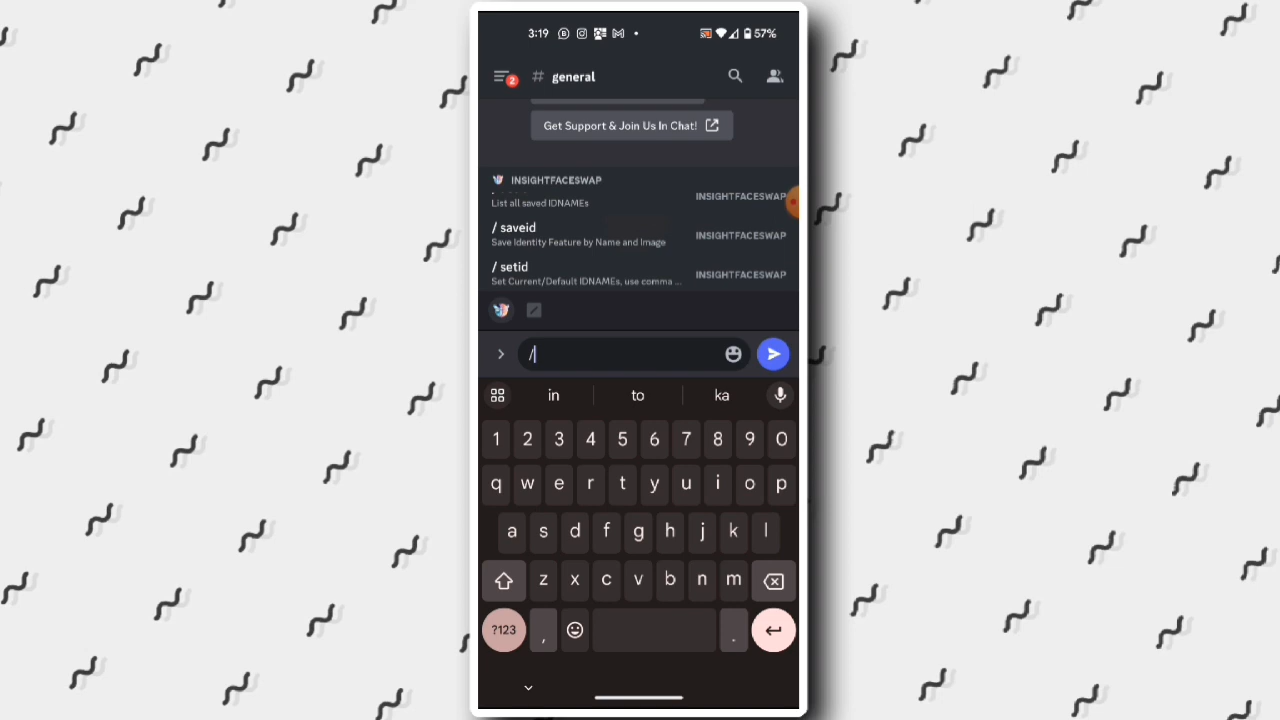 3:19 57%
2 # general
Get Support & Join Us In Chat!
INSIGHTFACESWAP
List all saved IDNAMEs INSIGHTFACESWAP
/ saveid
Save Identity Feature by Name and Image INSIGHTFACESWAP
/ setid
Set Current/Default IDNAMEs, use comma ... INSIGHTFACESWAP
/
in to ka
1 2 3 4 5 6 7 8 9 0
q w e r t y u i o p
a s d f g h j k l
z x c v b n m
?123 , .